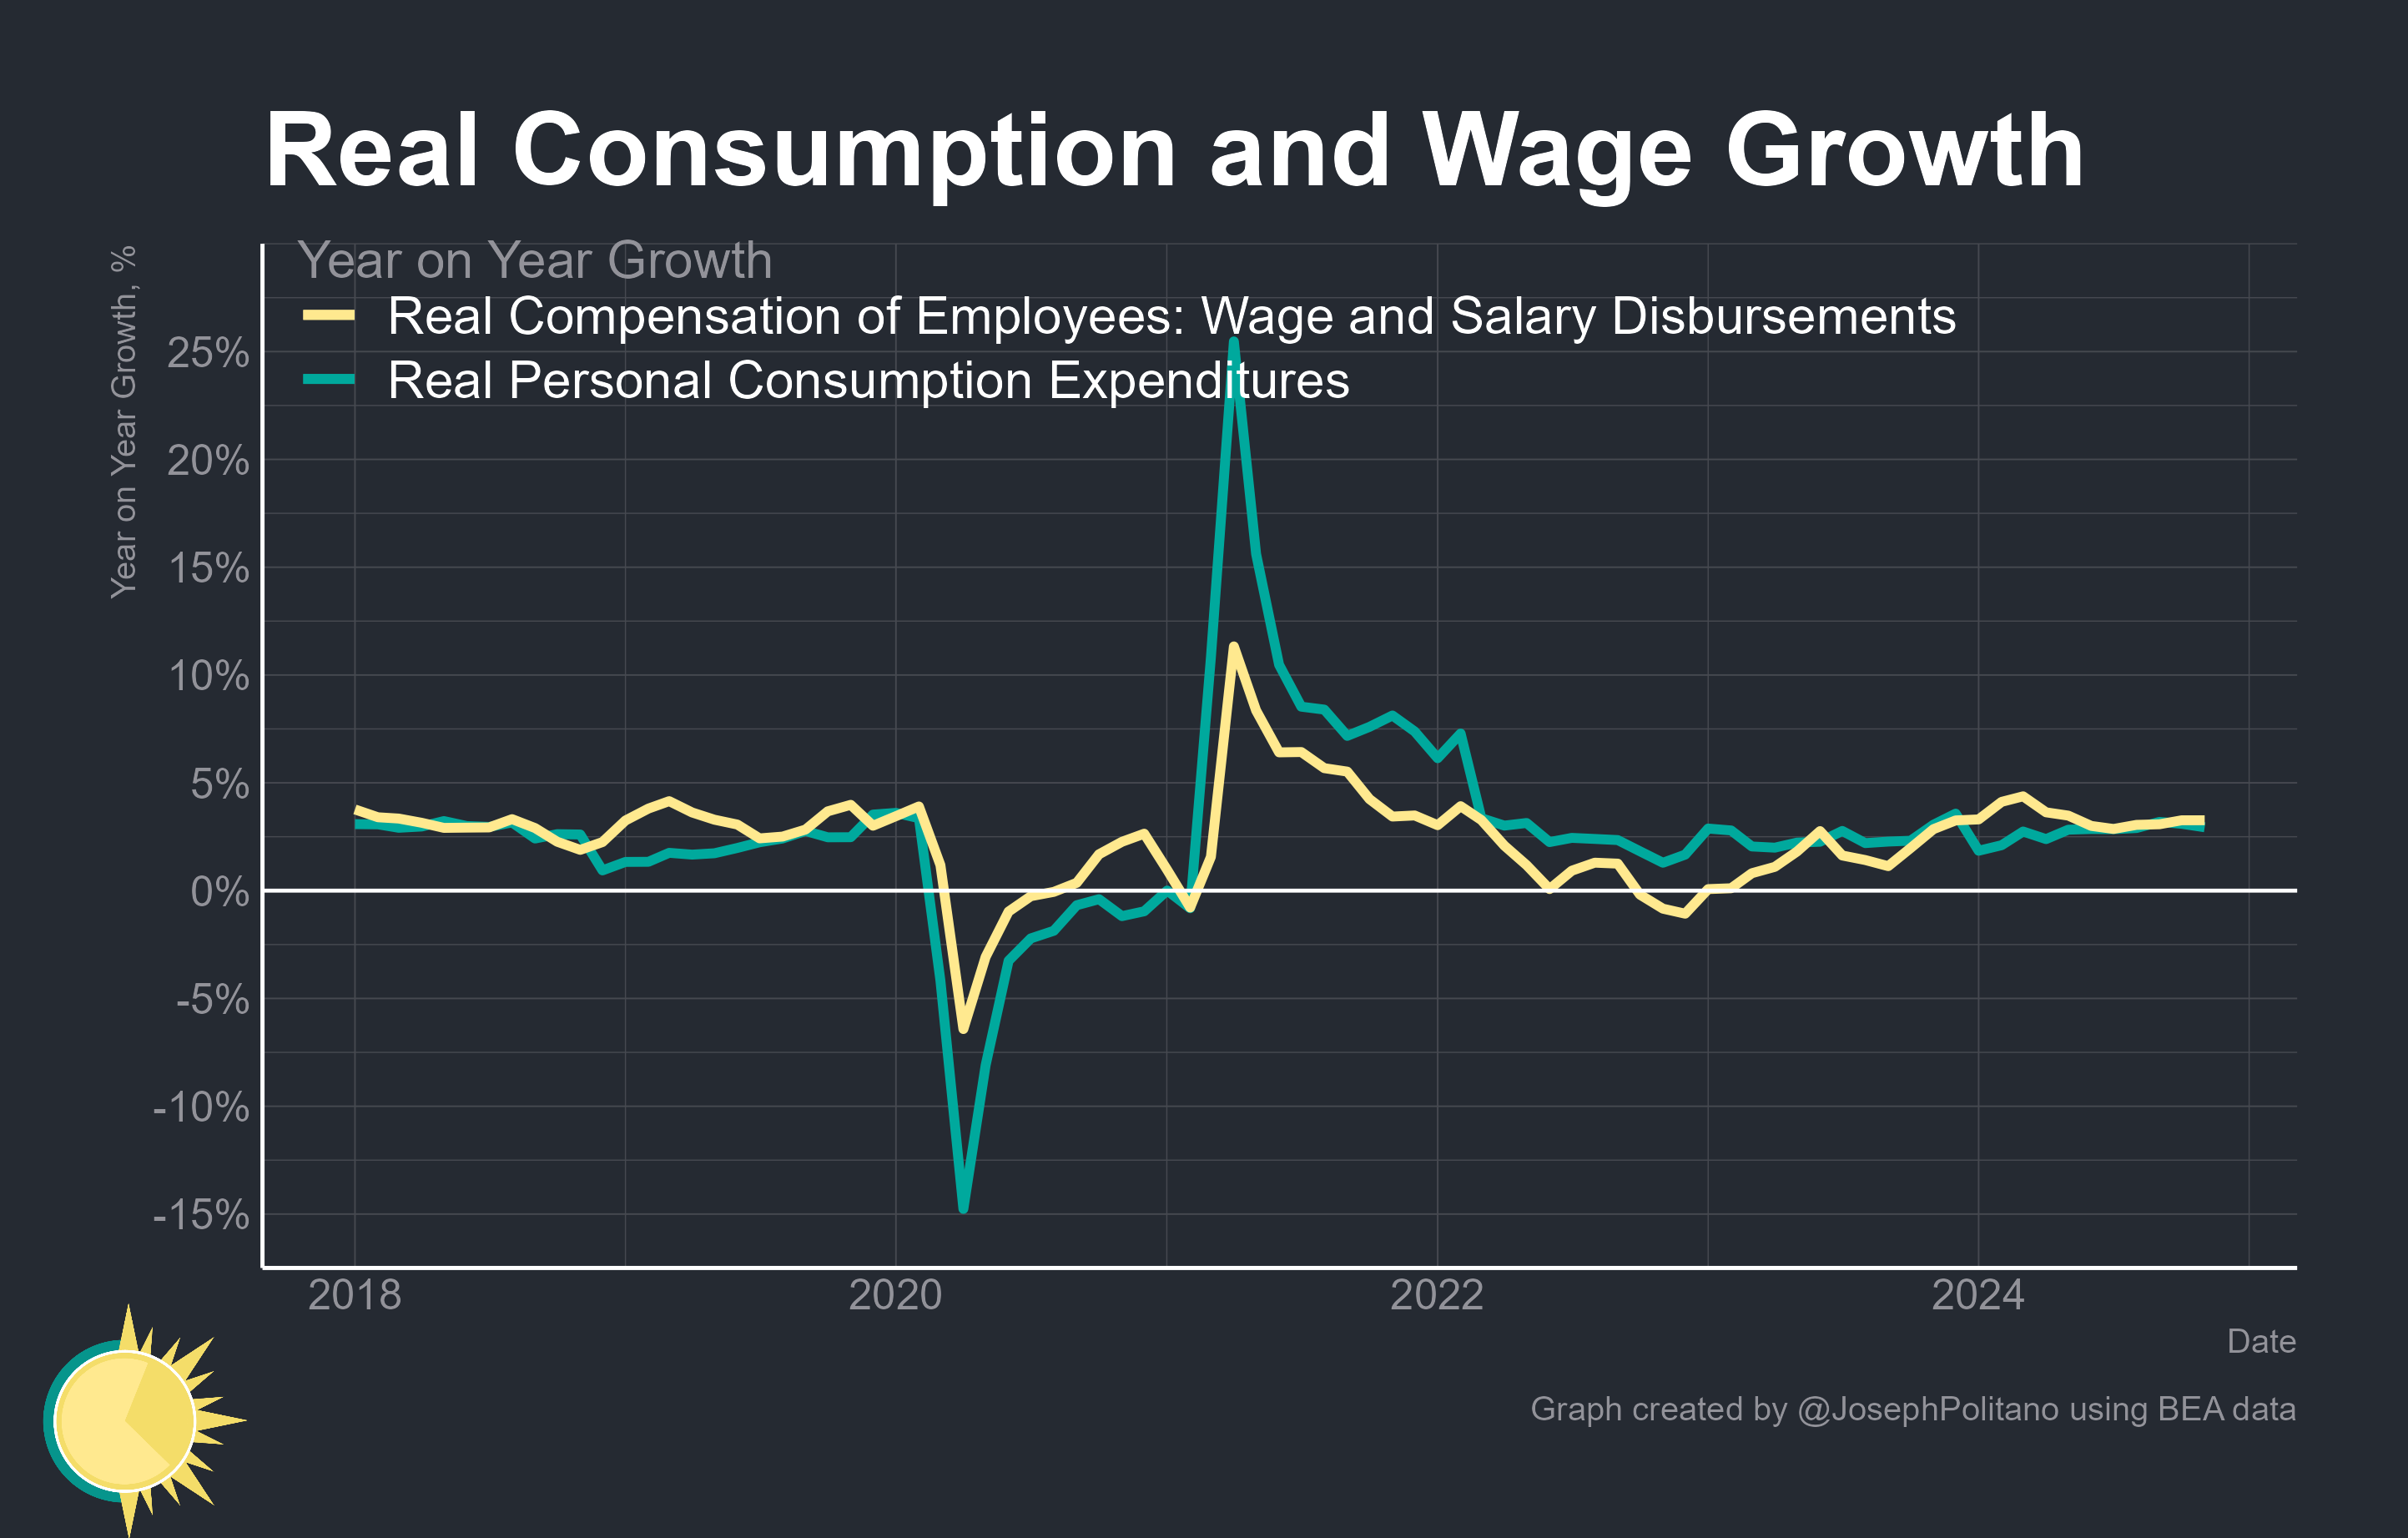 Real Consumption and Wage Growth
Year on Year Growth
Real Compensation of Employees: Wage and Salary Disbursements
Real Personal Consumption Expenditures
Year on Year Growth, %
25%
20%
15%
10%
5%
0%
-5%
-10%
-15%
2018
2020
2022
2024
Date
Graph created by @JosephPolitano using BEA data